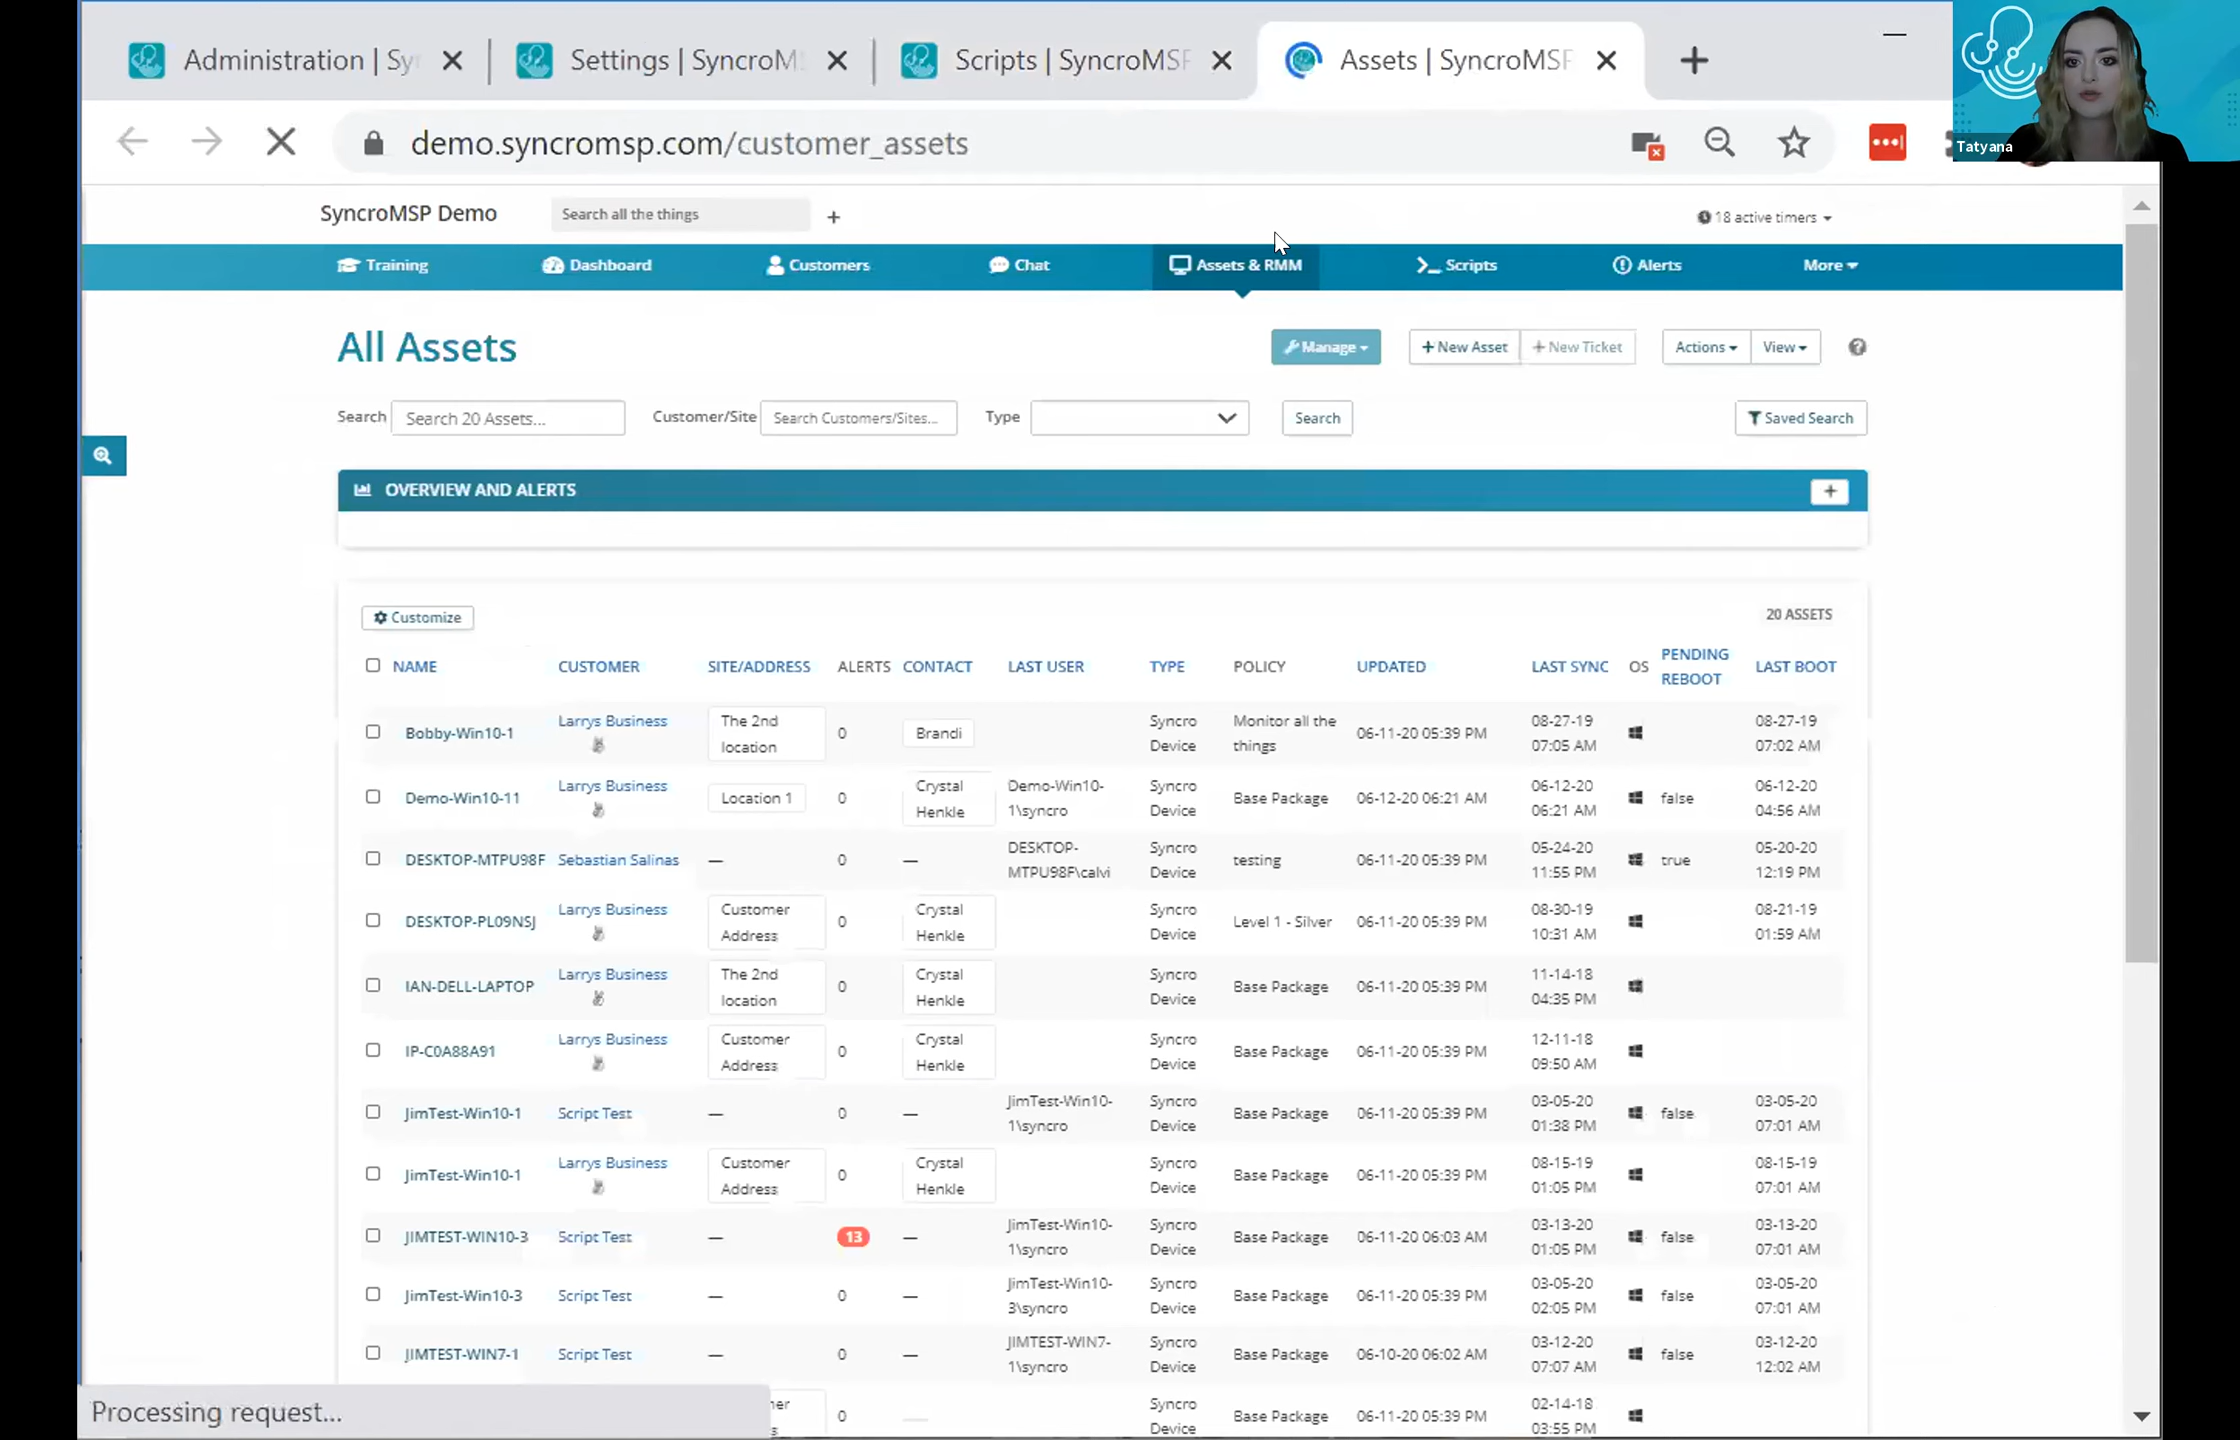 Administration | Sy
Settings | SyncroM
Scripts | SyncroMSP
Assets | SyncroMSP
Tatyana
demo.syncromsp.com/customer_assets
SyncroMSP Demo
Search all the things
+
18 active timers
Training
Dashboard
Customers
Chat
Assets & RMM
Scripts
Alerts
More
All Assets
Manage
+ New Asset
+ New Ticket
Actions
View
Search
Search 20 Assets...
Customer/Site
Search Customers/Sites...
Type
Search
Saved Search
OVERVIEW AND ALERTS
+
Customize
20 ASSETS
NAME CUSTOMER SITE/ADDRESS ALERTS CONTACT LAST USER TYPE POLICY UPDATED LAST SYNC OS PENDING REBOOT LAST BOOT
Bobby-Win10-1 Larrys Business The 2nd location 0 Brandi Syncro Device Monitor all the things 06-11-20 05:39 PM 08-27-19 07:05 AM 08-27-19 07:02 AM
Demo-Win10-11 Larrys Business Location 1 0 Crystal Henkle Demo-Win10-1\syncro Syncro Device Base Package 06-12-20 06:21 AM 06-12-20 06:21 AM false 06-12-20 04:56 AM
DESKTOP-MTPU98F Sebastian Salinas — 0 — DESKTOP-MTPU98F\calvi Syncro Device testing 06-11-20 05:39 PM 05-24-20 11:55 PM true 05-20-20 12:19 PM
DESKTOP-PL09NSJ Larrys Business Customer Address 0 Crystal Henkle Syncro Device Level 1 - Silver 06-11-20 05:39 PM 08-30-19 10:31 AM 08-21-19 01:59 AM
IAN-DELL-LAPTOP Larrys Business The 2nd location 0 Crystal Henkle Syncro Device Base Package 06-11-20 05:39 PM 11-14-18 04:35 PM
IP-C0A88A91 Larrys Business Customer Address 0 Crystal Henkle Syncro Device Base Package 06-11-20 05:39 PM 12-11-18 09:50 AM
JimTest-Win10-1 Script Test — 0 — JimTest-Win10-1\syncro Syncro Device Base Package 06-11-20 05:39 PM 03-05-20 01:38 PM false 03-05-20 07:01 AM
JimTest-Win10-1 Larrys Business Customer Address 0 Crystal Henkle Syncro Device Base Package 06-11-20 05:39 PM 08-15-19 01:05 PM 08-15-19 07:01 AM
JIMTEST-WIN10-3 Script Test — 13 — JimTest-Win10-1\syncro Syncro Device Base Package 06-11-20 06:03 AM 03-13-20 01:05 PM false 03-13-20 07:01 AM
JimTest-Win10-3 Script Test — 0 — JimTest-Win10-3\syncro Syncro Device Base Package 06-11-20 05:39 PM 03-05-20 02:05 PM false 03-05-20 07:01 AM
JIMTEST-WIN7-1 Script Test — 0 — JIMTEST-WIN7-1\syncro Syncro Device Base Package 06-10-20 06:02 AM 03-12-20 07:07 AM false 03-12-20 12:02 AM
0 Syncro Device Base Package 06-11-20 05:39 PM 02-14-18 03:55 PM
Processing request...